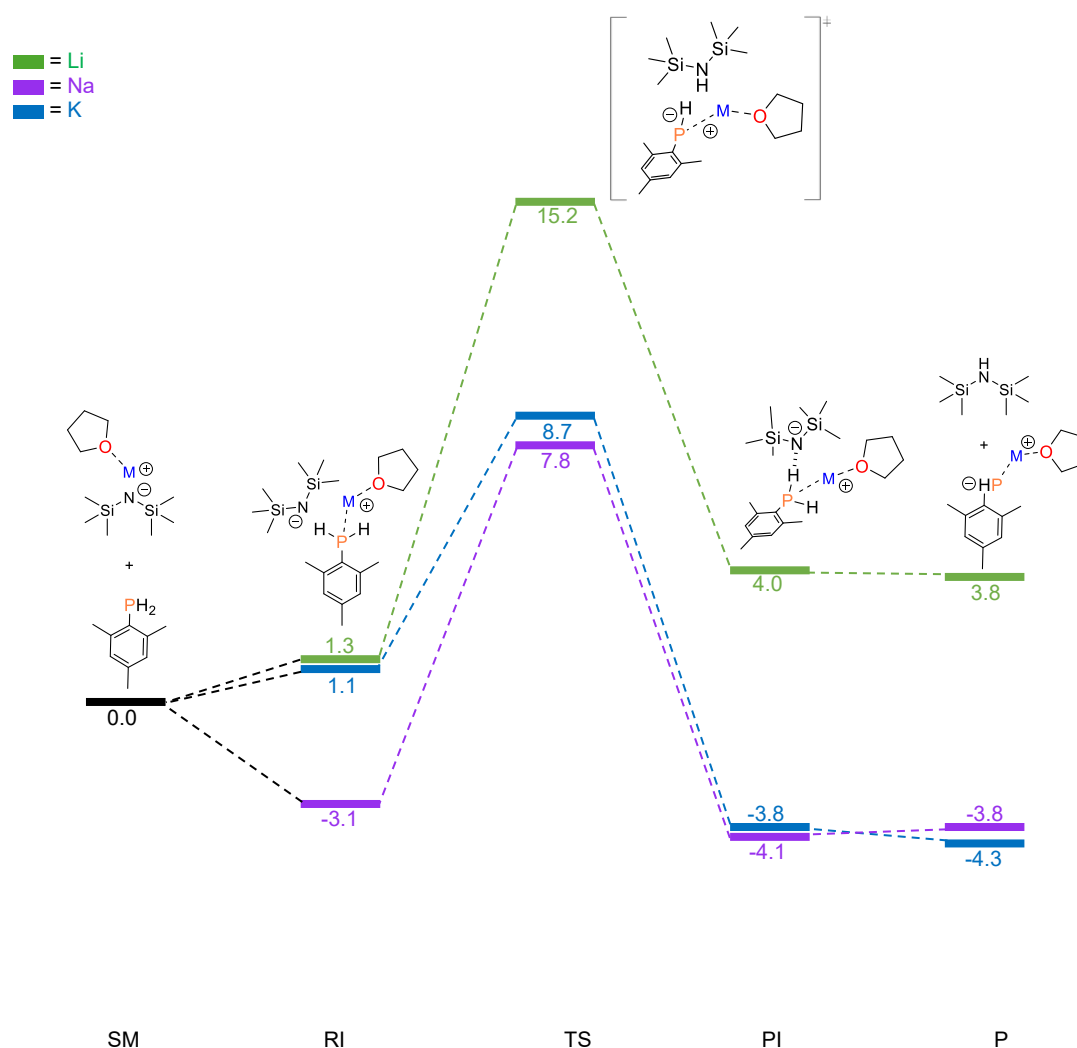 = Li
= Na
= K
Si
Si
N
H
‡
H
⊖
P
M
⊕
O
15.2
8.7
7.8
H
N
Si
Si
+
M
⊕
O
⊖
HP
3.8
Si
Si
⊖
N
H
P
H
M
⊕
O
4.0
Si
Si
N
⊖
M
⊕
O
H
H
P
1.3
1.1
O
M
⊕
N
⊖
Si
Si
+
PH2
0.0
-3.1
-3.8
-4.1
-3.8
-4.3
SM RI TS PI P